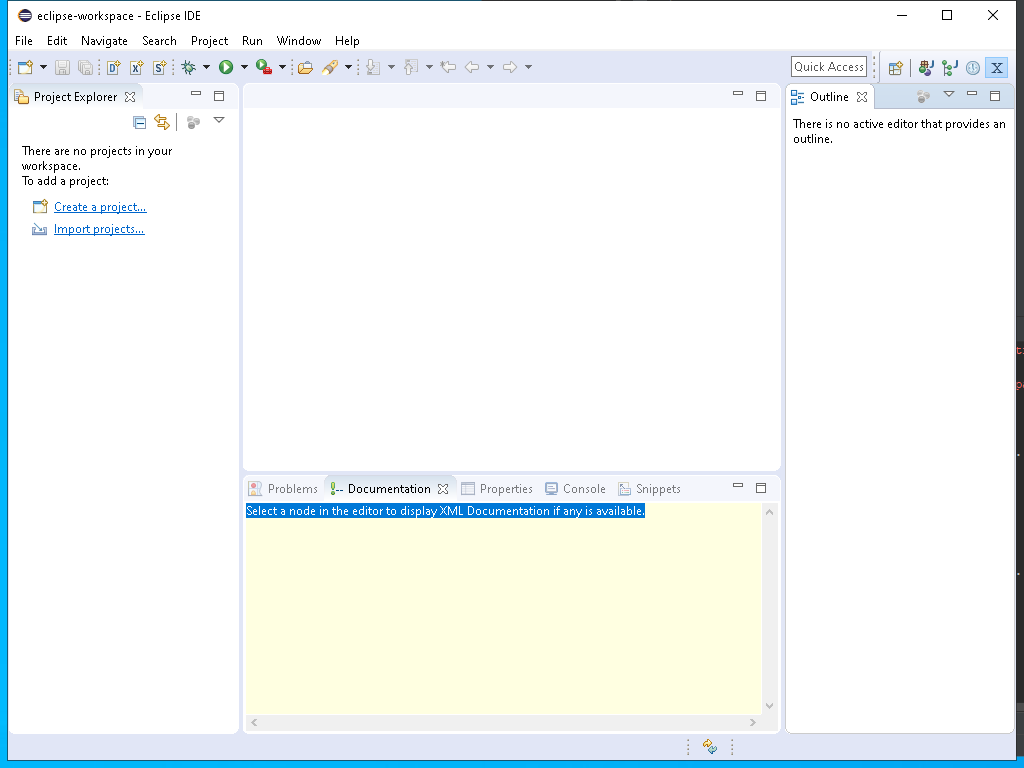 eclipse-workspace - Eclipse IDE
File Edit Navigate Search Project Run Window Help
Quick Access
Project Explorer
Outline
There are no projects in your
workspace.
To add a project:
Create a project...
Import projects...
There is no active editor that provides an
outline.
Problems Documentation Properties Console Snippets
Select a node in the editor to display XML Documentation if any is available.